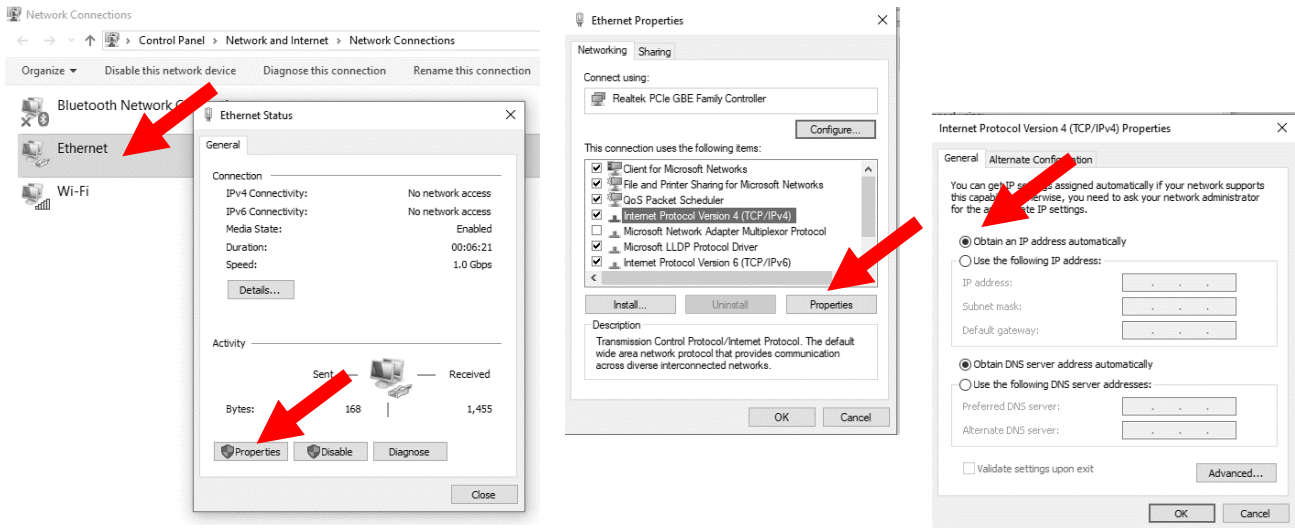 Network Connections
Control Panel > Network and Internet > Network Connections
Organize Disable this network device Diagnose this connection Rename this connection
Bluetooth Network
Ethernet
Wi-Fi
Ethernet Status
General
Connection
IPv4 Connectivity: No network access
IPv6 Connectivity: No network access
Media State: Enabled
Duration: 00:06:21
Speed: 1.0 Gbps
Details...
Activity
Sent Received
Bytes: 168 1,455
Properties Disable Diagnose
Close
Ethernet Properties
Networking Sharing
Connect using:
Realtek PCIe GBE Family Controller
Configure...
This connection uses the following items:
Client for Microsoft Networks
File and Printer Sharing for Microsoft Networks
QoS Packet Scheduler
Internet Protocol Version 4 (TCP/IPv4)
Microsoft Network Adapter Multiplexor Protocol
Microsoft LLDP Protocol Driver
Internet Protocol Version 6 (TCP/IPv6)
Install... Uninstall Properties
Description
Transmission Control Protocol/Internet Protocol. The default
wide area network protocol that provides communication
across diverse interconnected networks.
OK Cancel
Internet Protocol Version 4 (TCP/IPv4) Properties
General Alternate Configuration
You can get IP settings assigned automatically if your network supports
this capab erwise, you need to ask your network administrator
for the a te IP settings.
Obtain an IP address automatically
Use the following IP address:
IP address: . . .
Subnet mask: . . .
Default gateway: . . .
Obtain DNS server address automatically
Use the following DNS server addresses:
Preferred DNS server: . . .
Alternate DNS server: . . .
Validate settings upon exit
Advanced...
OK Cancel